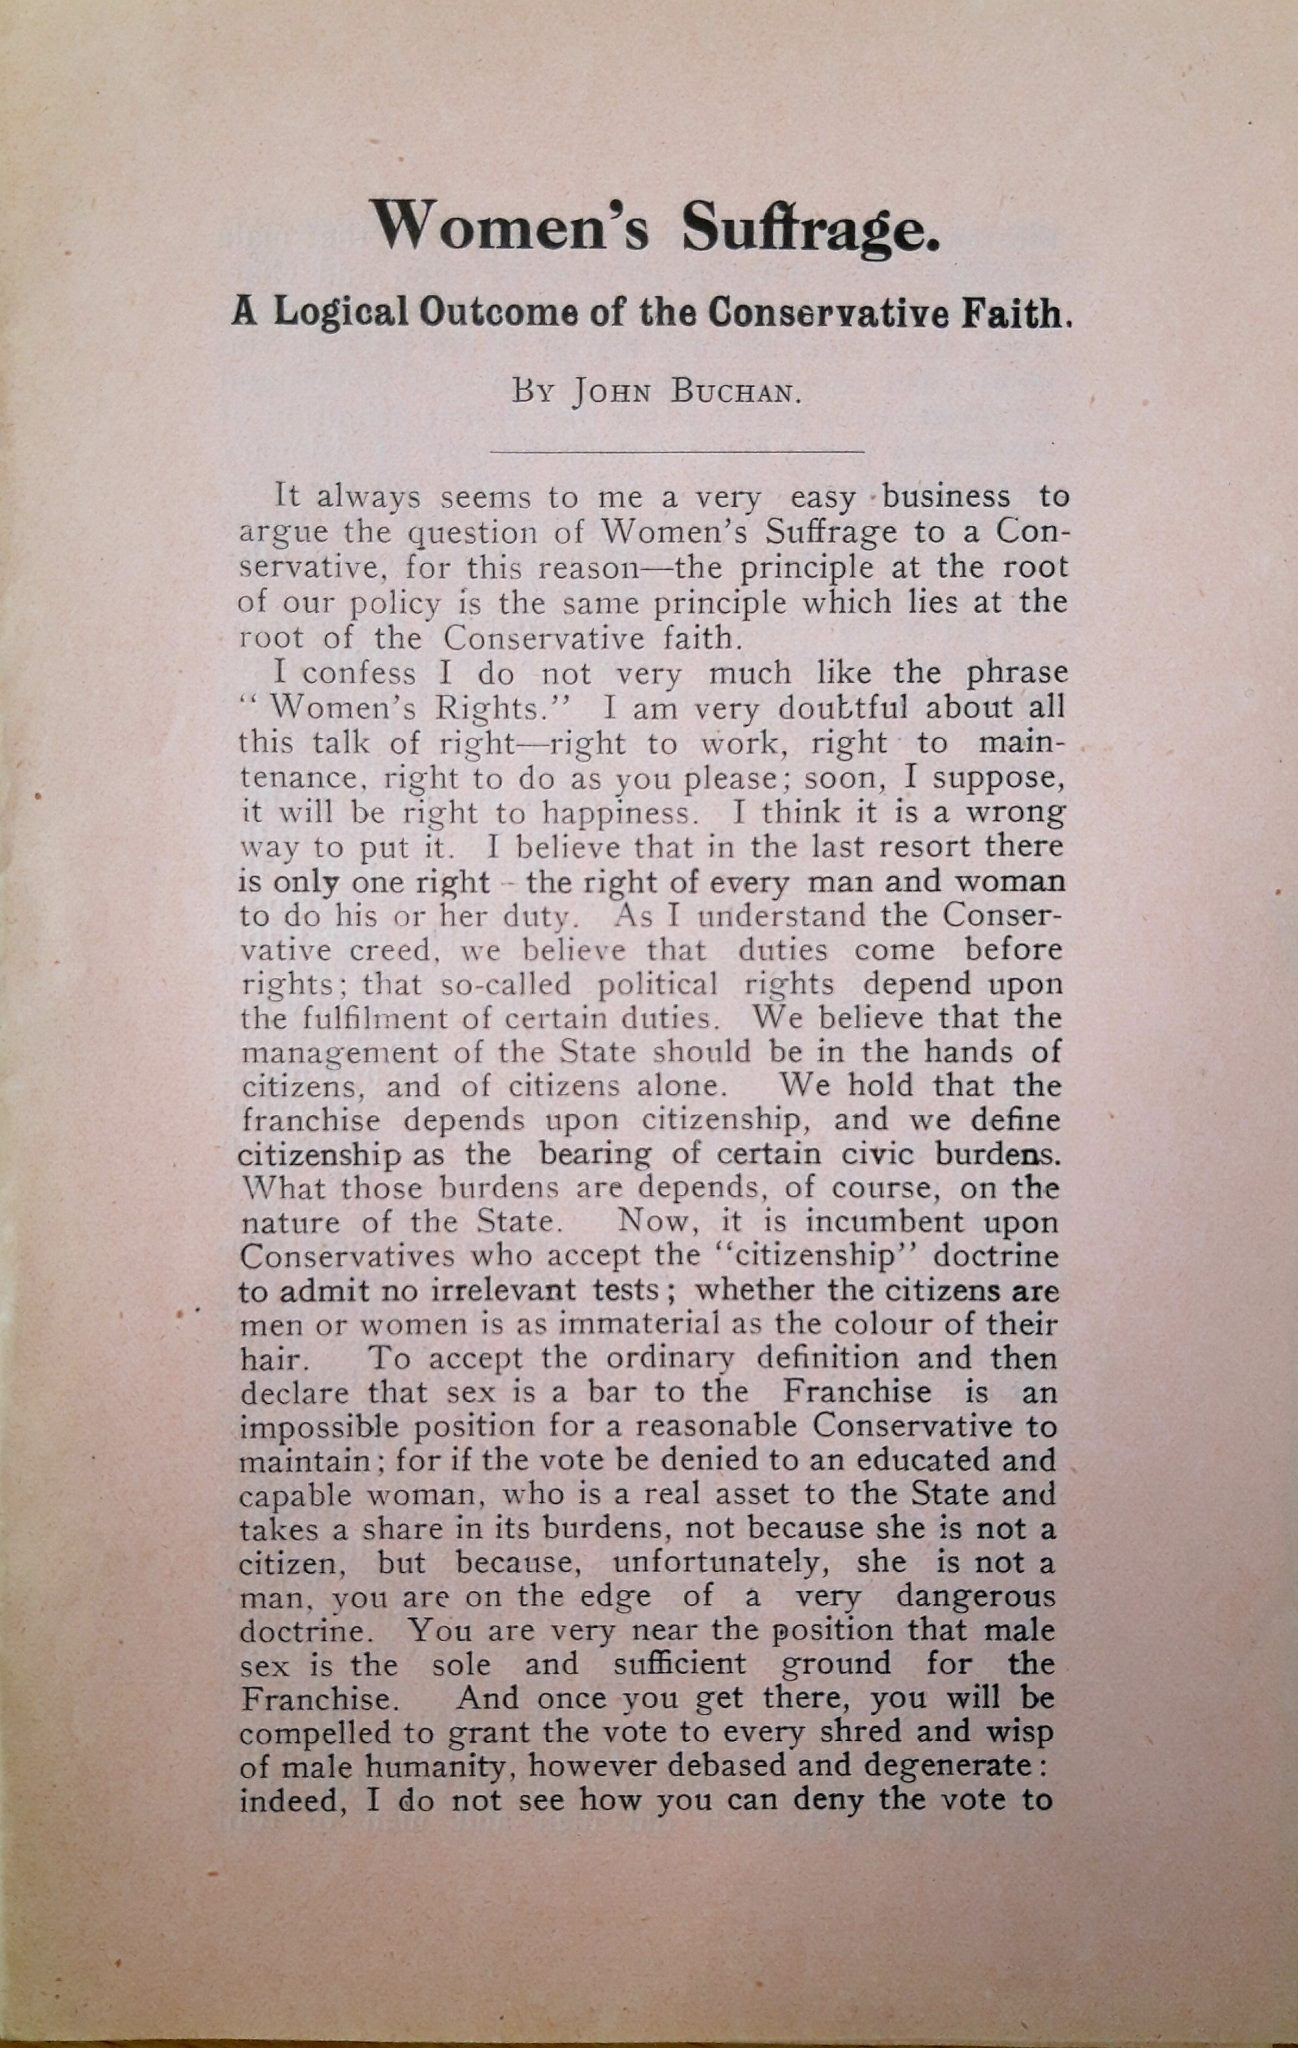 Women's Suffrage.
A Logical Outcome of the Conservative Faith.
By John Buchan.
It always seems to me a very easy business to
argue the question of Women's Suffrage to a Con-
servative, for this reason—the principle at the root
of our policy is the same principle which lies at the
root of the Conservative faith.
I confess I do not very much like the phrase
"Women's Rights." I am very doubtful about all
this talk of right—right to work, right to main-
tenance, right to do as you please; soon, I suppose,
it will be right to happiness. I think it is a wrong
way to put it. I believe that in the last resort there
is only one right - the right of every man and woman
to do his or her duty. As I understand the Conser-
vative creed, we believe that duties come before
rights; that so-called political rights depend upon
the fulfilment of certain duties. We believe that the
management of the State should be in the hands of
citizens, and of citizens alone. We hold that the
franchise depends upon citizenship, and we define
citizenship as the bearing of certain civic burdens.
What those burdens are depends, of course, on the
nature of the State. Now, it is incumbent upon
Conservatives who accept the "citizenship" doctrine
to admit no irrelevant tests; whether the citizens are
men or women is as immaterial as the colour of their
hair. To accept the ordinary definition and then
declare that sex is a bar to the Franchise is an
impossible position for a reasonable Conservative to
maintain; for if the vote be denied to an educated and
capable woman, who is a real asset to the State and
takes a share in its burdens, not because she is not a
citizen, but because, unfortunately, she is not a
man, you are on the edge of a very dangerous
doctrine. You are very near the position that male
sex is the sole and sufficient ground for the
Franchise. And once you get there, you will be
compelled to grant the vote to every shred and wisp
of male humanity, however debased and degenerate:
indeed, I do not see how you can deny the vote to